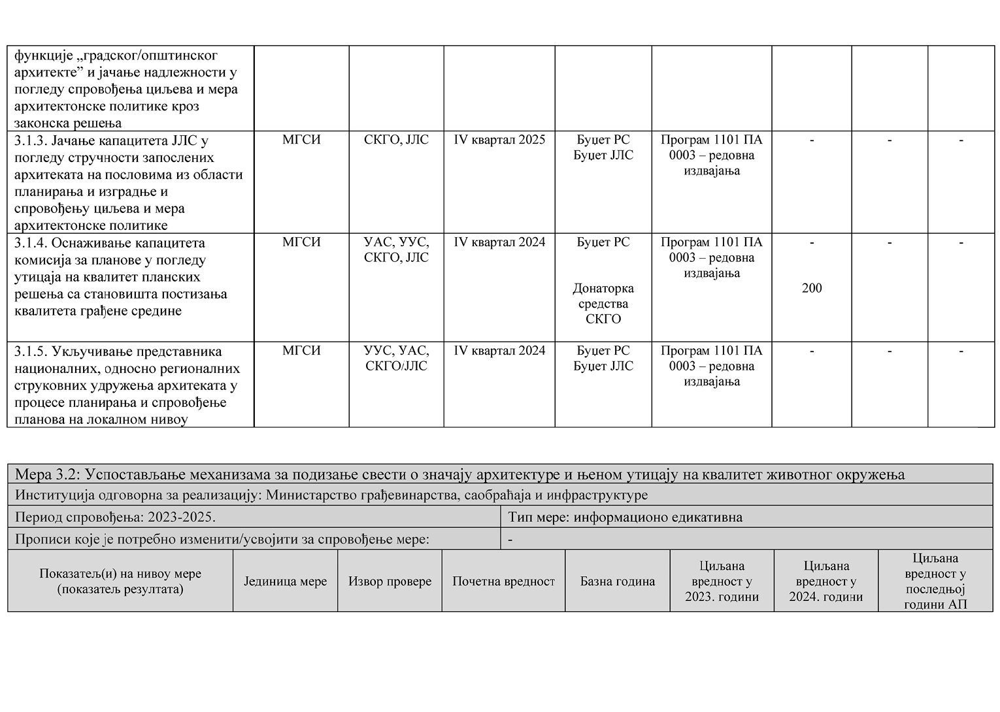 функције „градског/општинског
архитекте” и јачање надлежности у
погледу спровођења циљева и мера
архитектонске политике кроз
законска решења
3.1.3. Јачање капацитета ЈЛС у
погледу стручности запослених
архитеката на пословима из области
планирања и изградње и
спровођењу циљева и мера
архитектонске политике
МГСИ
СКГО, ЈЛС
IV квартал 2025
Буџет РС
Буџет ЈЛС
Програм 1101 ПА
0003 – редовна
издвајања
-
-
-
3.1.4. Оснаживање капацитета
комисија за планове у погледу
утицаја на квалитет планских
решења са становишта постизања
квалитета грађене средине
МГСИ
УАС, УУС,
СКГО, ЈЛС
IV квартал 2024
Буџет РС
Донаторка
средства
СКГО
Програм 1101 ПА
0003 – редовна
издвајања
-
200
-
-
3.1.5. Укључивање представника
националних, односно регионалних
струковних удружења архитеката у
процесе планирања и спровођење
планова на локалном нивоу
МГСИ
УУС, УАС,
СКГО/ЈЛС
IV квартал 2024
Буџет РС
Буџет ЈЛС
Програм 1101 ПА
0003 – редовна
издвајања
-
-
-
Мера 3.2: Успостављање механизама за подизање свести о значају архитектуре и њеном утицају на квалитет животног окружења
Институција одговорна за реализацију: Министарство грађевинарства, саобраћаја и инфраструктуре
Период спровођења: 2023-2025.
Тип мере: информационо едикативна
Прописи које је потребно изменити/усвојити за спровођење мере:
-
Показатељ(и) на нивоу мере
(показатељ резултата)
Јединица мере
Извор провере
Почетна вредност
Базна година
Циљана
вредност у
2023. години
Циљана
вредност у
2024. години
Циљана
вредност у
последњој
години АП